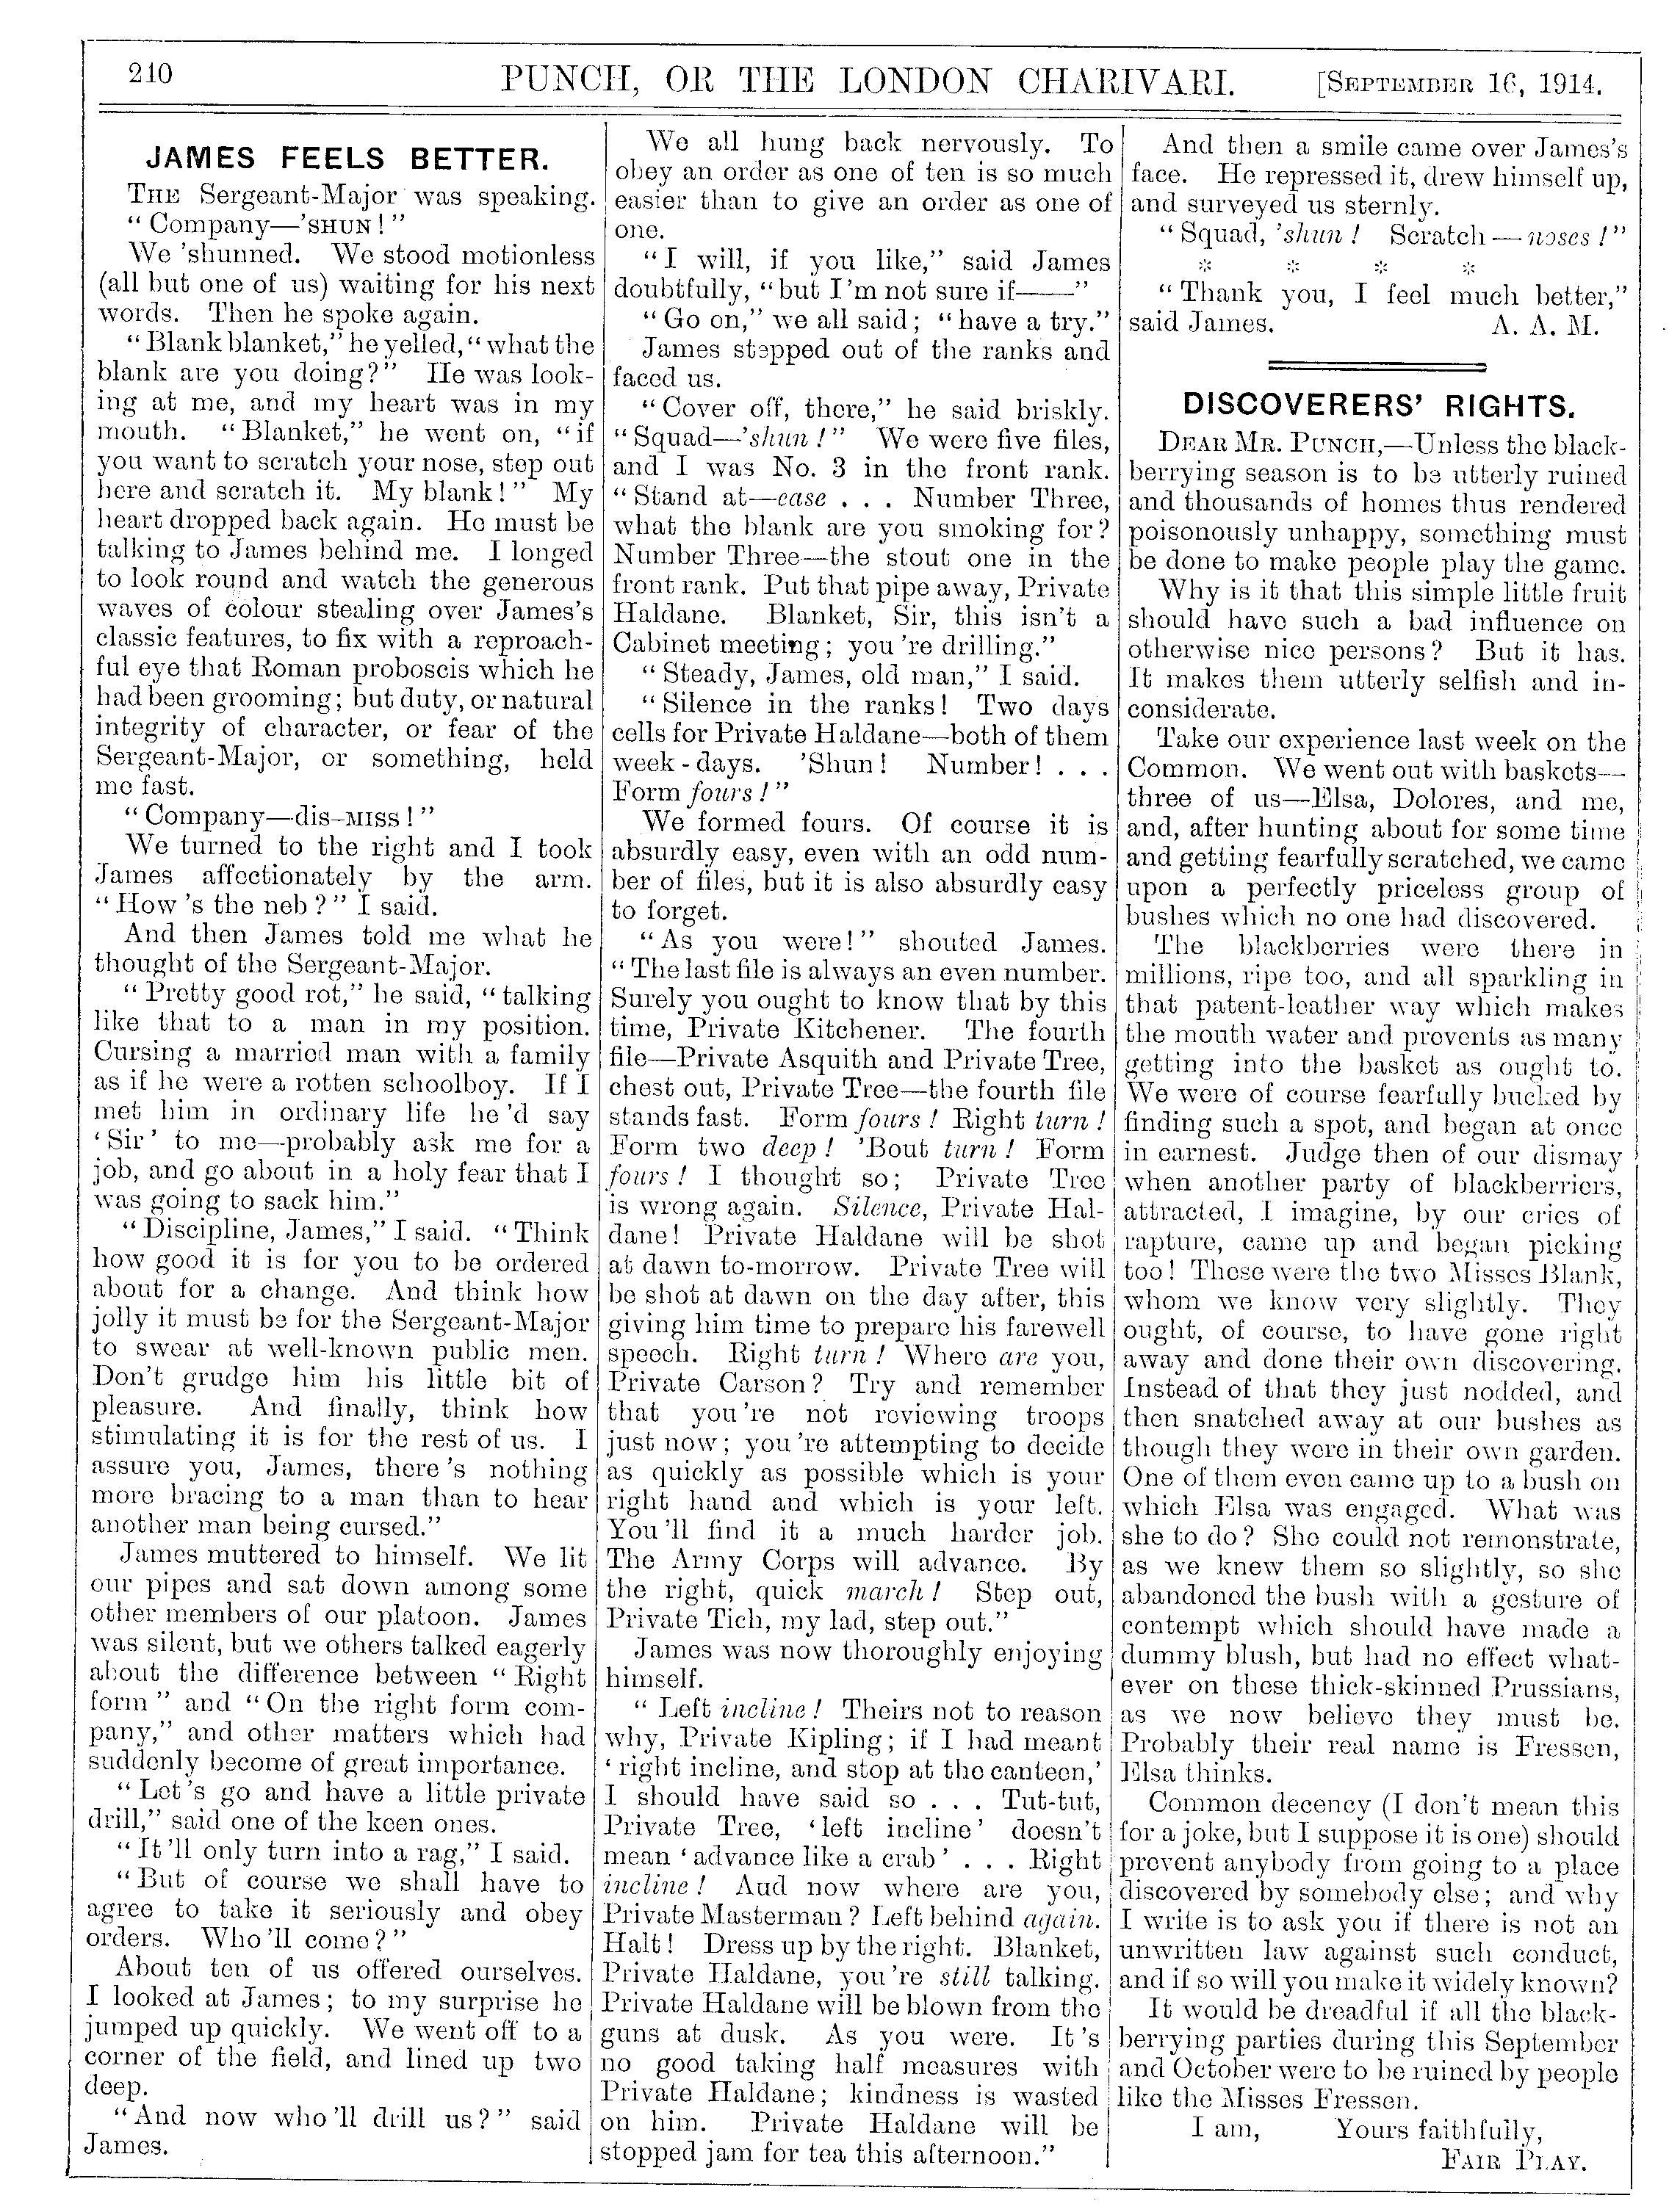 210
PUNCH, OR THE LONDON CHARIVARI.
[SEPTEMBER 16, 1914.
JAMES FEELS BETTER.
THE Sergeant-Major was speaking.
"Company—'SHUN!"
We 'shunned. We stood motionless
(all but one of us) waiting for his next
words. Then he spoke again.
"Blank blanket," he yelled, "what the
blank are you doing?" He was look-
ing at me, and my heart was in my
mouth. "Blanket," he went on, "if
you want to scratch your nose, step out
here and scratch it. My blank!" My
heart dropped back again. He must be
talking to James behind me. I longed
to look round and watch the generous
waves of colour stealing over James's
classic features, to fix with a reproach-
ful eye that Roman proboscis which he
had been grooming; but duty, or natural
integrity of character, or fear of the
Sergeant-Major, or something, held
me fast.
"Company—dis-MISS!"
We turned to the right and I took
James affectionately by the arm.
"How's the neb?" I said.
And then James told me what he
thought of the Sergeant-Major.
"Pretty good rot," he said, "talking
like that to a man in my position.
Cursing a married man with a family
as if he were a rotten schoolboy. If I
met him in ordinary life he'd say
'Sir' to me—probably ask me for a
job, and go about in a holy fear that I
was going to sack him."
"Discipline, James," I said. "Think
how good it is for you to be ordered
about for a change. And think how
jolly it must be for the Sergeant-Major
to swear at well-known public men.
Don't grudge him his little bit of
pleasure. And finally, think how
stimulating it is for the rest of us. I
assure you, James, there's nothing
more bracing to a man than to hear
another man being cursed."
James muttered to himself. We lit
our pipes and sat down among some
other members of our platoon. James
was silent, but we others talked eagerly
about the difference between "Right
form" and "On the right form com-
pany," and other matters which had
suddenly become of great importance.
"Let's go and have a little private
drill," said one of the keen ones.
"It'll only turn into a rag," I said.
"But of course we shall have to
agree to take it seriously and obey
orders. Who'll come?"
About ten of us offered ourselves.
I looked at James; to my surprise he
jumped up quickly. We went off to a
corner of the field, and lined up two
deep.
"And now who'll drill us?" said
James.
We all hung back nervously. To
obey an order as one of ten is so much
easier than to give an order as one of
one.
"I will, if you like," said James
doubtfully, "but I'm not sure if——"
"Go on," we all said; "have a try."
James stepped out of the ranks and
faced us.
"Cover off, there," he said briskly.
"Squad—'shun!" We were five files,
and I was No. 3 in the front rank.
"Stand at—ease . . . Number Three,
what the blank are you smoking for?
Number Three—the stout one in the
front rank. Put that pipe away, Private
Haldane. Blanket, Sir, this isn't a
Cabinet meeting; you're drilling."
"Steady, James, old man," I said.
"Silence in the ranks! Two days
cells for Private Haldane—both of them
week-days. 'Shun! Number! . . .
Form fours!"
We formed fours. Of course it is
absurdly easy, even with an odd num-
ber of files, but it is also absurdly easy
to forget.
"As you were!" shouted James.
"The last file is always an even number.
Surely you ought to know that by this
time, Private Kitchener. The fourth
file—Private Asquith and Private Tree,
chest out, Private Tree—the fourth file
stands fast. Form fours! Right turn!
Form two deep! 'Bout turn! Form
fours! I thought so; Private Tree
is wrong again. Silence, Private Hal-
dane! Private Haldane will be shot
at dawn to-morrow. Private Tree will
be shot at dawn on the day after, this
giving him time to prepare his farewell
speech. Right turn! Where are you,
Private Carson? Try and remember
that you're not reviewing troops
just now; you're attempting to decide
as quickly as possible which is your
right hand and which is your left.
You'll find it a much harder job.
The Army Corps will advance. By
the right, quick march! Step out,
Private Tich, my lad, step out."
James was now thoroughly enjoying
himself.
"Left incline! Theirs not to reason
why, Private Kipling; if I had meant
'right incline, and stop at the canteen,'
I should have said so . . . Tut-tut,
Private Tree, 'left incline' doesn't
mean 'advance like a crab' . . . Right
incline! Aud now where are you,
Private Masterman? Left behind again.
Halt! Dress up by the right. Blanket,
Private Haldane, you're still talking.
Private Haldane will be blown from the
guns at dusk. As you were. It's
no good taking half measures with
Private Haldane; kindness is wasted
on him. Private Haldane will be
stopped jam for tea this afternoon."
And then a smile came over James's
face. He repressed it, drew himself up,
and surveyed us sternly.
"Squad, 'shun! Scratch—noses!"
* * * *
"Thank you, I feel much better,"
said James. A. A. M.
DISCOVERERS' RIGHTS.
DEAR MR. PUNCH,—Unless the black-
berrying season is to be utterly ruined
and thousands of homes thus rendered
poisonously unhappy, something must
be done to make people play the game.
Why is it that this simple little fruit
should have such a bad influence on
otherwise nice persons? But it has.
It makes them utterly selfish and in-
considerate.
Take our experience last week on the
Common. We went out with baskets—
three of us—Elsa, Dolores, and me,
and, after hunting about for some time
and getting fearfully scratched, we came
upon a perfectly priceless group of
bushes which no one had discovered.
The blackberries were there in
millions, ripe too, and all sparkling in
that patent-leather way which makes
the mouth water and prevents as many
getting into the basket as ought to.
We were of course fearfully bucked by
finding such a spot, and began at once
in earnest. Judge then of our dismay
when another party of blackberriers,
attracted, I imagine, by our cries of
rapture, came up and began picking
too! These were the two Misses Blank,
whom we know very slightly. They
ought, of course, to have gone right
away and done their own discovering.
Instead of that they just nodded, and
then snatched away at our bushes as
though they were in their own garden.
One of them even came up to a bush on
which Elsa was engaged. What was
she to do? She could not remonstrate,
as we knew them so slightly, so she
abandoned the bush with a gesture of
contempt which should have made a
dummy blush, but had no effect what-
ever on these thick-skinned Prussians,
as we now believe they must be.
Probably their real name is Fressen,
Elsa thinks.
Common decency (I don't mean this
for a joke, but I suppose it is one) should
prevent anybody from going to a place
discovered by somebody else; and why
I write is to ask you if there is not an
unwritten law against such conduct,
and if so will you make it widely known?
It would be dreadful if all the black-
berrying parties during this September
and October were to be ruined by people
like the Misses Fressen.
I am, Yours faithfully,
FAIR PLAY.